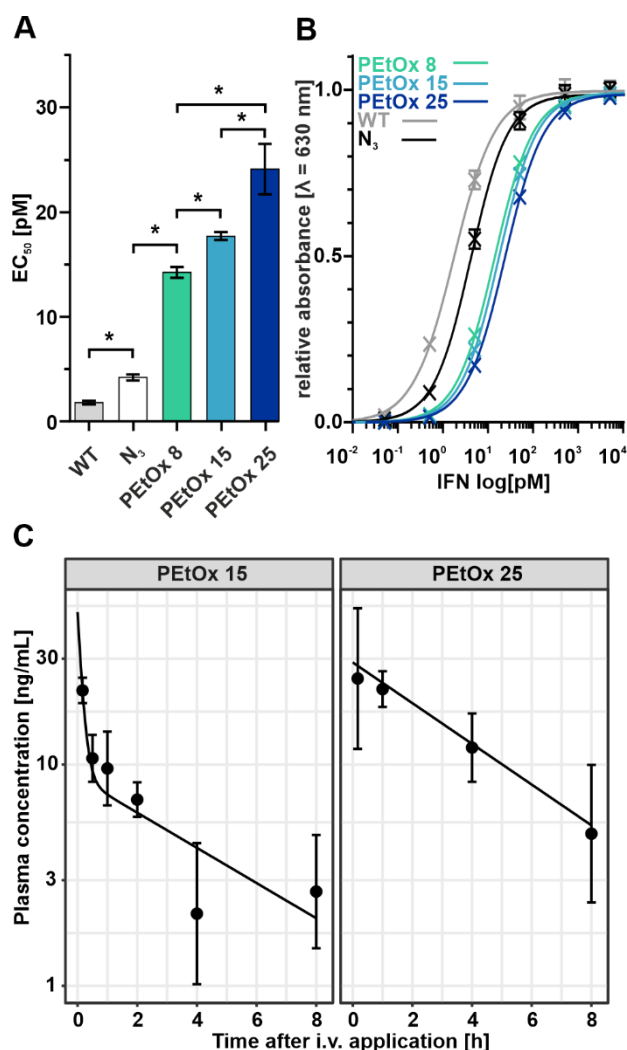 A
EC₅₀ [pM]
30
20
10
0
*
*
*
*
*
WT
N₃
PEtOx 8
PEtOx 15
PEtOx 25
B
PEtOx 8
PEtOx 15
PEtOx 25
WT
N₃
relative absorbance [λ = 630 nm]
1.0
0.5
0.0
10⁻² 10⁻¹ 10⁰ 10¹ 10² 10³ 10⁴
IFN log[pM]
C
PEtOx 15
PEtOx 25
Plasma concentration [ng/mL]
30
10
3
1
0 2 4 6 8
0 4 6 8
Time after i.v. application [h]